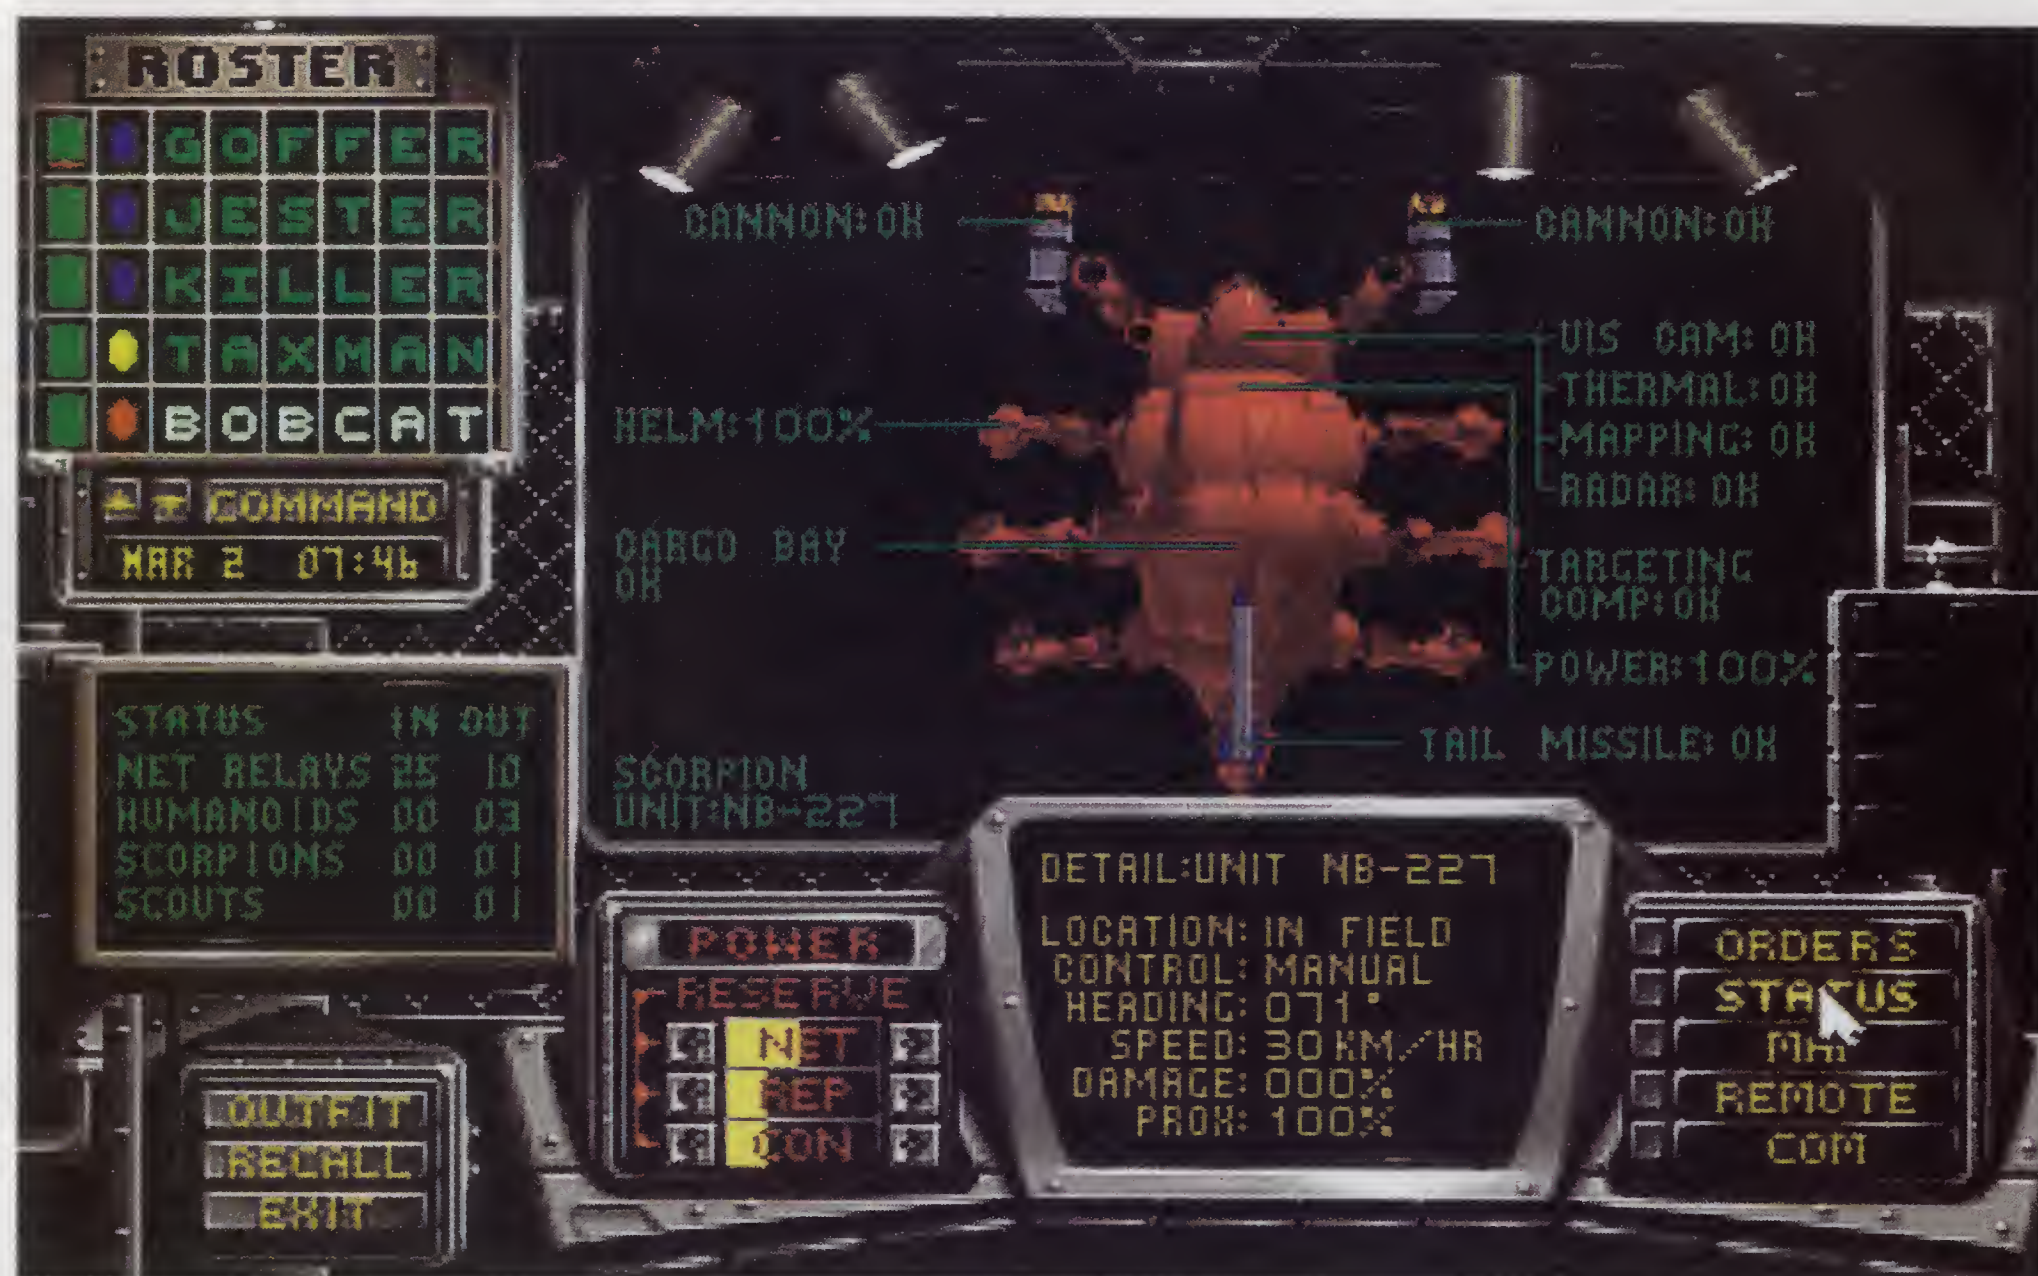 ROSTER
GOFFER
JESTER
KILLER
TAXMAN
BOBCAT
COMMAND
MAR 2 07:46
STATUS IN OUT
NET RELAYS 25 10
HUMANOIDS 00 03
SCORPIONS 00 01
SCOUTS 00 01
OUTFIT
RECALL
EXIT
CANNON:OK
CANNON:OK
HELM:100%
CARGO BAY
OK
VIS CAM:OK
THERMAL:OK
MAPPING:OK
RADAR:OK
TARGETING
COMP:OK
POWER:100%
TAIL MISSILE:OK
SCORPION
UNIT:NB-227
POWER
RESERVE
NET
REP
CON
DETAIL:UNIT NB-227
LOCATION:IN FIELD
CONTROL:MANUAL
HEADING:071°
SPEED:30 KM/HR
DAMAGE:000%
PROX:100%
ORDERS
STATUS
REMOTE
COM